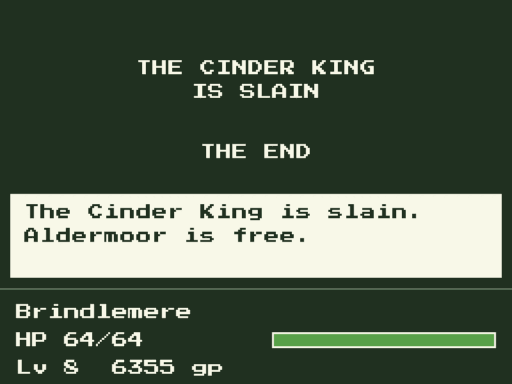 THE CINDER KING
IS SLAIN
THE END
The Cinder King is slain.
Aldermoor is free.
Brindlemere
HP 64/64
Lv 8 6355 gp